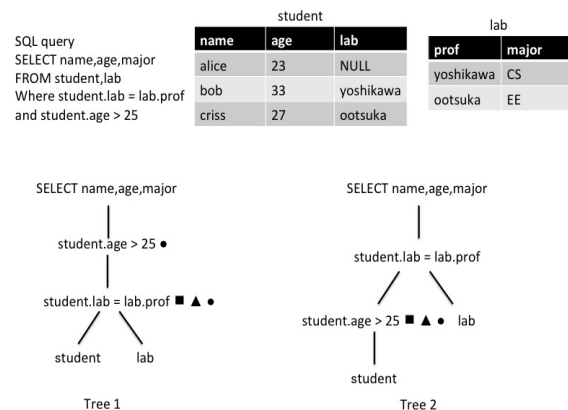 student
lab
SQL query
SELECT name,age,major
FROM student,lab
Where student.lab = lab.prof
and student.age > 25
name age lab
alice 23 NULL
bob 33 yoshikawa
criss 27 ootsuka
prof major
yoshikawa CS
ootsuka EE
SELECT name,age,major
student.age > 25 ●
student.lab = lab.prof ■ ▲ ●
student lab
Tree 1
SELECT name,age,major
student.lab = lab.prof
student.age > 25 ■ ▲ ● lab
student
Tree 2